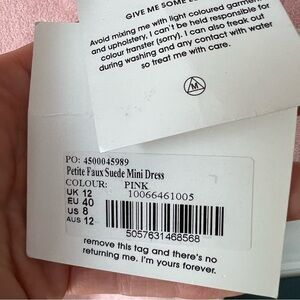 GIVE ME SOME
Avoid mixing me with light coloured garments
and upholstery, I can't be held responsible for
colour transfer (sorry). I can also freak out
during washing and any contact with water
so treat me with care.
M
PO: 4500045989
Petite Faux Suede Mini Dress
COLOUR: PINK
UK 12 10066461005
EU 40
US 8
AUS 12
5057631468568
remove this tag and there's no
returning me. I'm yours forever.